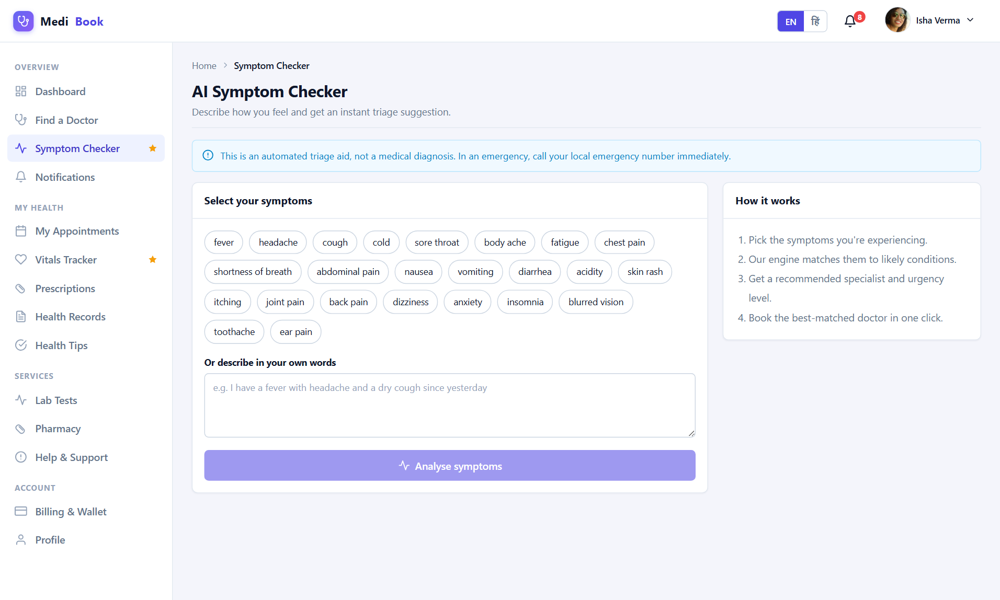 Medi Book
EN हिं
8
Isha Verma
OVERVIEW
Dashboard
Find a Doctor
Symptom Checker
Notifications
MY HEALTH
My Appointments
Vitals Tracker
Prescriptions
Health Records
Health Tips
SERVICES
Lab Tests
Pharmacy
Help & Support
ACCOUNT
Billing & Wallet
Profile
Home > Symptom Checker
AI Symptom Checker
Describe how you feel and get an instant triage suggestion.
This is an automated triage aid, not a medical diagnosis. In an emergency, call your local emergency number immediately.
Select your symptoms
fever headache cough cold sore throat body ache fatigue chest pain
shortness of breath abdominal pain nausea vomiting diarrhea acidity skin rash
itching joint pain back pain dizziness anxiety insomnia blurred vision
toothache ear pain
Or describe in your own words
e.g. I have a fever with headache and a dry cough since yesterday
Analyse symptoms
How it works
1. Pick the symptoms you're experiencing.
2. Our engine matches them to likely conditions.
3. Get a recommended specialist and urgency
level.
4. Book the best-matched doctor in one click.